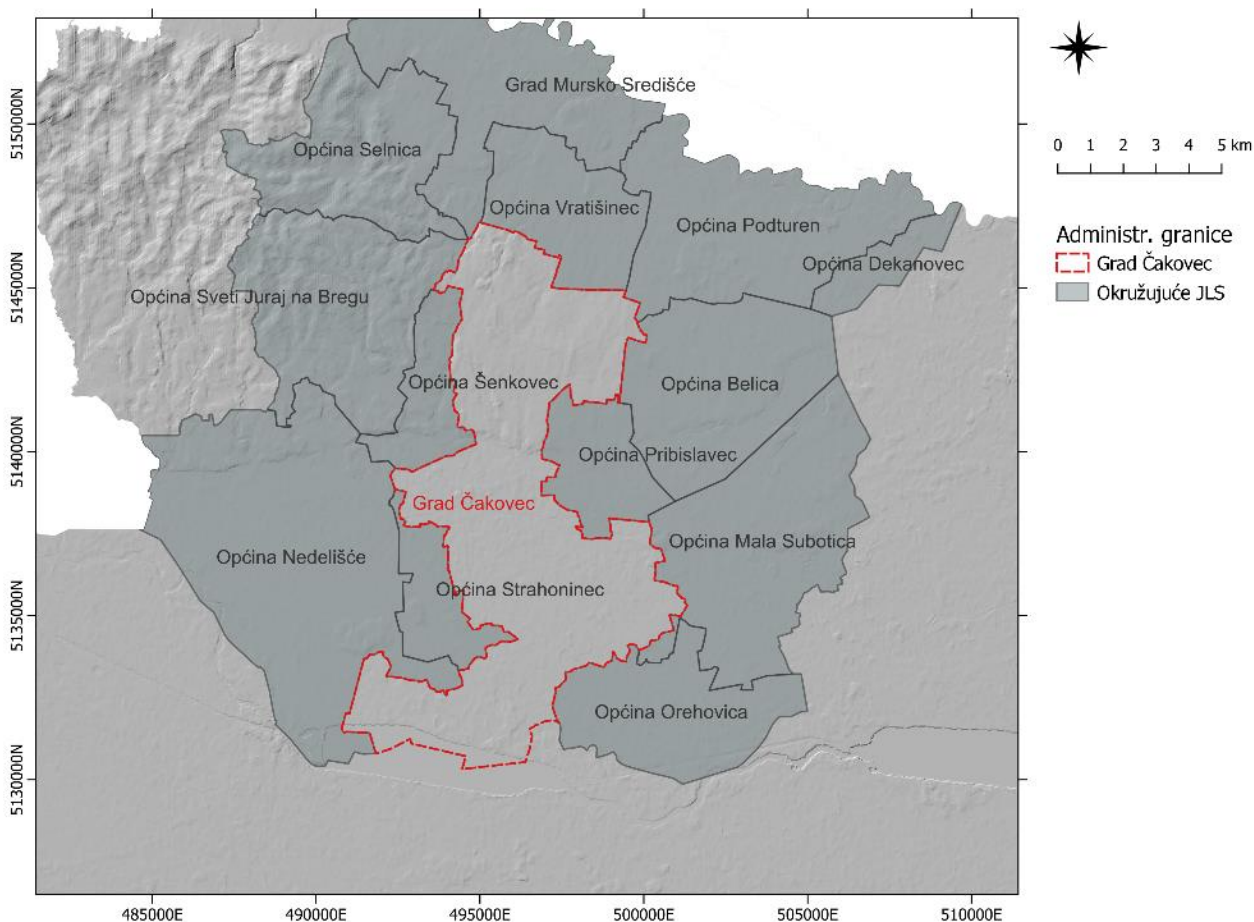 Grad Mursko Središće
Općina Selnica
Općina Vratišinec
Općina Podturen
Općina Dekanovec
Općina Sveti Juraj na Bregu
Općina Šenkovec
Općina Belica
Općina Pribislavec
Grad Čakovec
Općina Mala Subotica
Općina Nedelišće
Općina Strahoninec
Općina Orehovica
5150000N
5145000N
5140000N
5135000N
5130000N
485000E
490000E
495000E
500000E
505000E
510000E
0 1 2 3 4 5 km
Administr. granice
Grad Čakovec
Okružujuće JLS